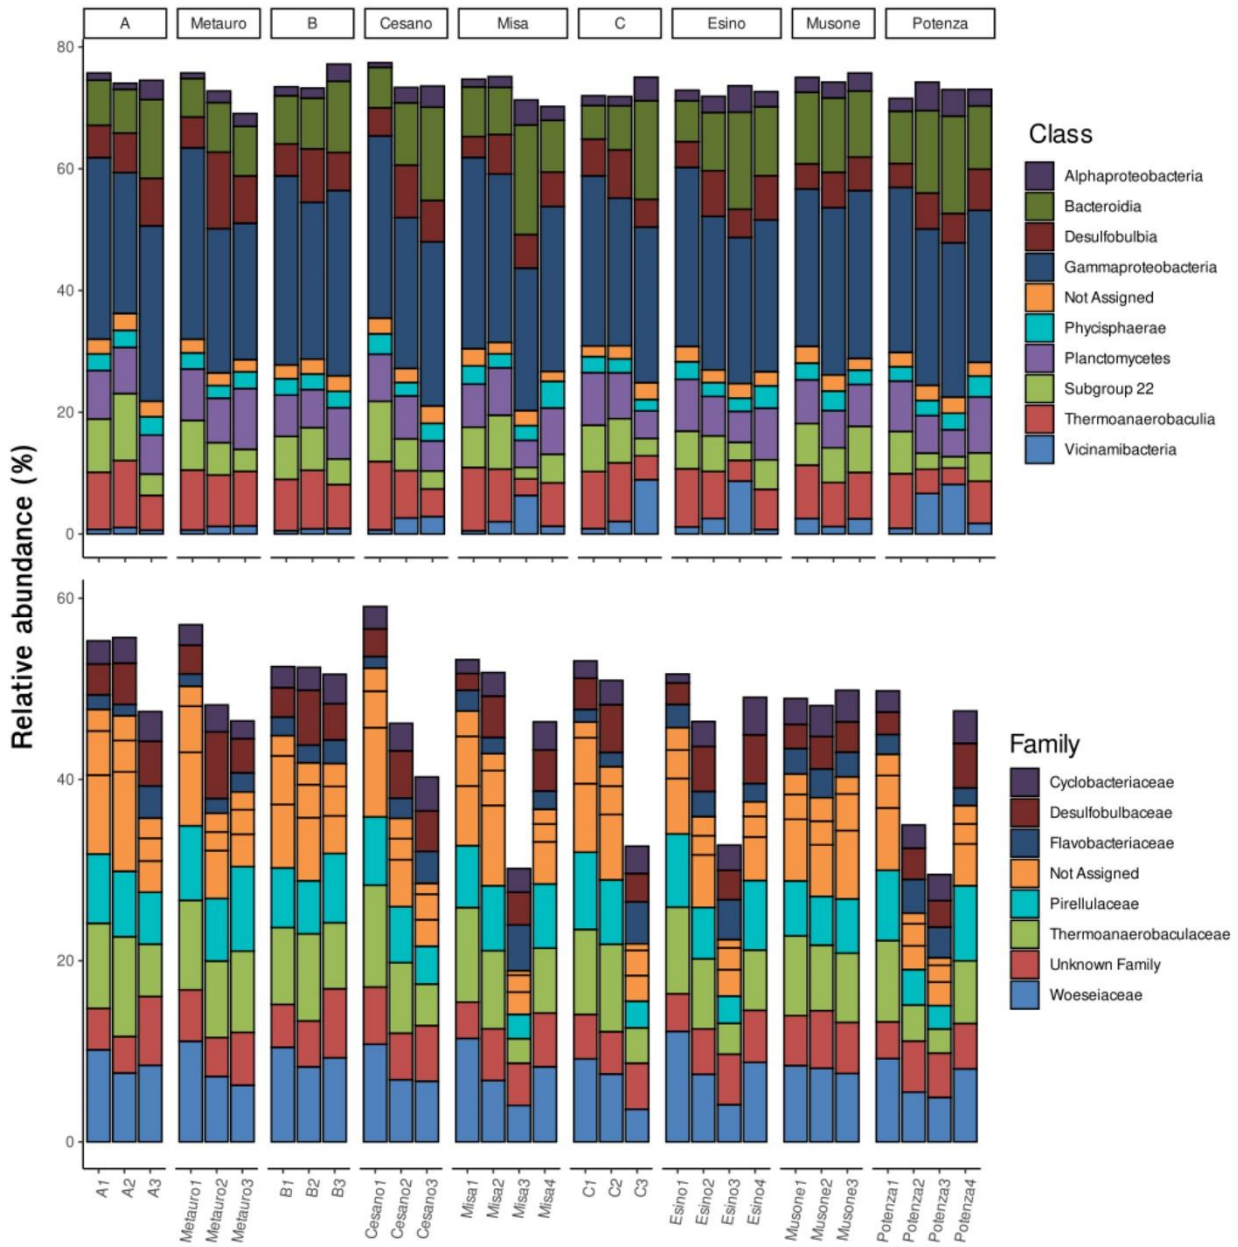 A Metauro B Cesano Misa C Esino Musone Potenza
80
60
40
20
0
Class
Alphaproteobacteria
Bacteroidia
Desulfobulbia
Gammaproteobacteria
Not Assigned
Phycisphaerae
Planctomycetes
Subgroup 22
Thermoanaerobaculia
Vicinamibacteria
Relative abundance (%)
60
40
20
0
Family
Cyclobacteriaceae
Desulfobulbaceae
Flavobacteriaceae
Not Assigned
Pirellulaceae
Thermoanaerobaculaceae
Unknown Family
Woeseiaceae
A1 A2 A3 Metauro1 Metauro2 Metauro3 B1 B2 B3 Cesano1 Cesano2 Cesano3 Misa1 Misa2 Misa3 Misa4 C1 C2 C3 Esino1 Esino2 Esino3 Esino4 Musone1 Musone2 Musone3 Potenza1 Potenza2 Potenza3 Potenza4